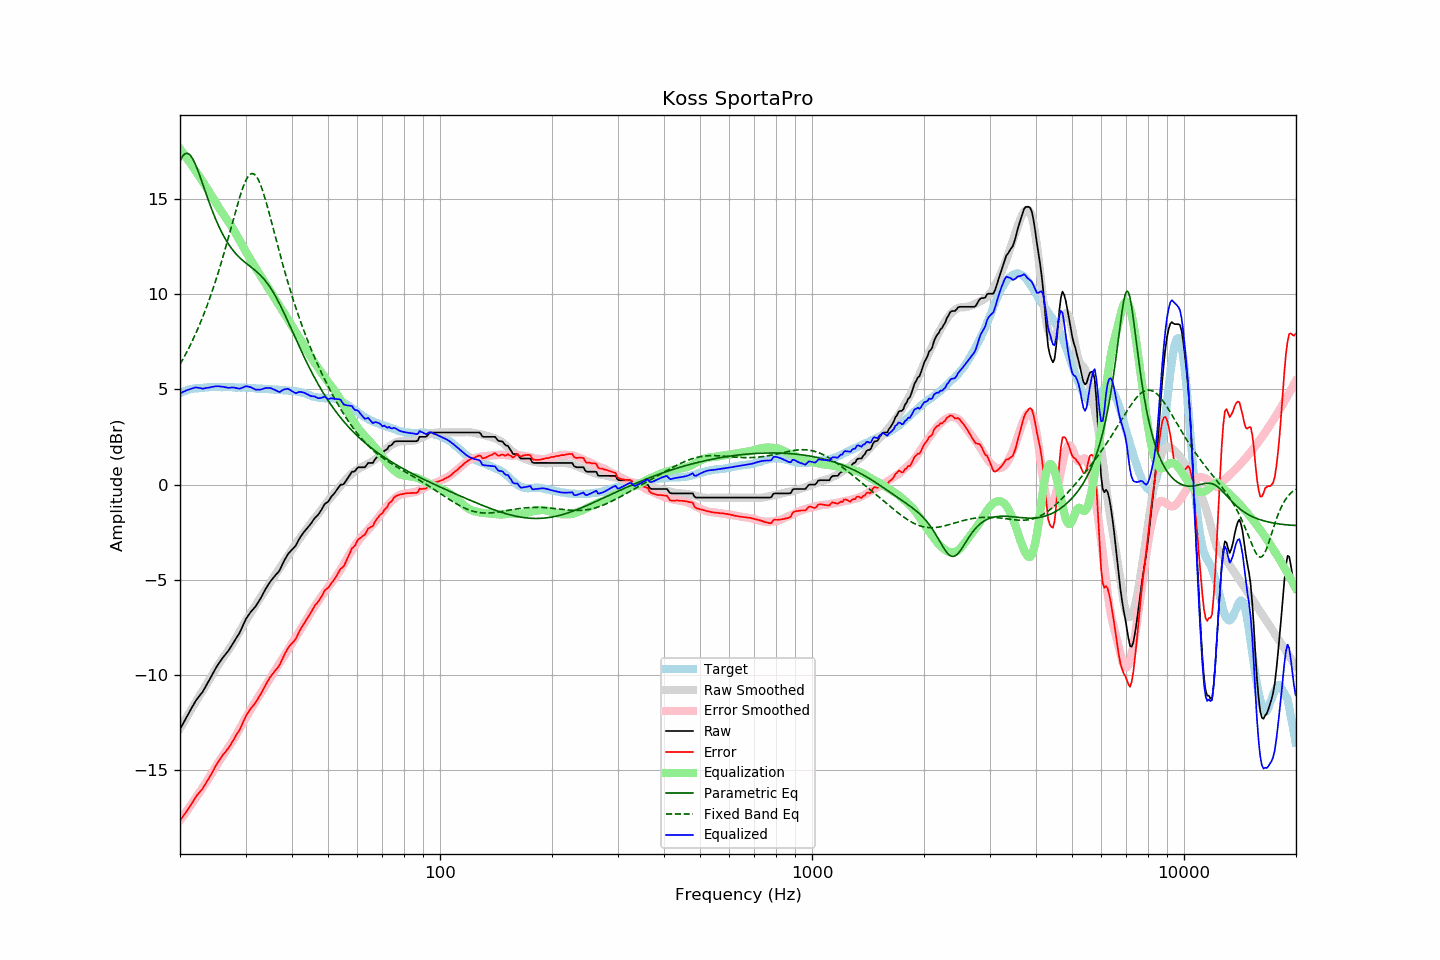 Koss SportaPro
Amplitude (dBr)
15
10
5
0
−5
−10
−15
Target
Raw Smoothed
Error Smoothed
Raw
Error
Equalization
Parametric Eq
Fixed Band Eq
Equalized
100
1000
10000
Frequency (Hz)